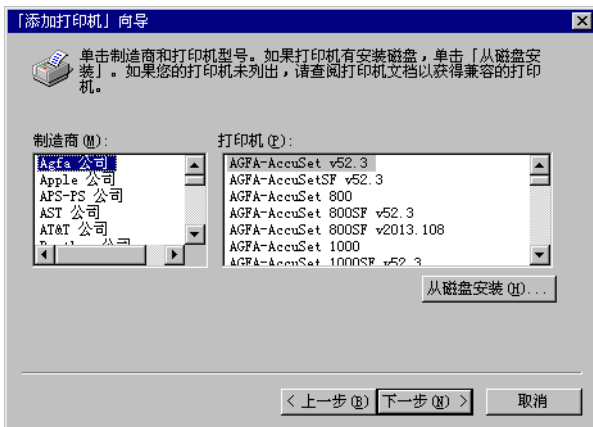 「添加打印机」向导
单击制造商和打印机型号。如果打印机有安装磁盘，单击「从磁盘安
装」。如果您的打印机未列出，请查阅打印机文档以获得兼容的打印
机。
制造商(M)：
Agfa 公司
Apple 公司
APS-PS 公司
AST 公司
AT&T 公司
打印机(P)：
AGFA-AccuSet v52.3
AGFA-AccuSetSF v52.3
AGFA-AccuSet 800
AGFA-AccuSet 800SF v52.3
AGFA-AccuSet 800SF v2013.108
AGFA-AccuSet 1000
AGFA-AccuSet 1000SF v52.3
从磁盘安装(H)...
< 上一步(B)
下一步(N) >
取消